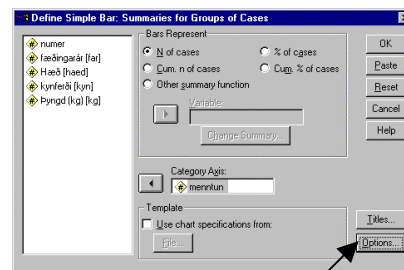 Define Simple Bar: Summaries for Groups of Cases
numer
fæðingarár [far]
Hæð [haed]
kynferði [kyn]
Þyngd (kg) [kg]
Bars Represent
N of cases
% of cases
Cum. n of cases
Cum. % of cases
Other summary function
Variable:
Change Summary...
Category Axis:
menntun
Template
Use chart specifications from:
File...
OK
Paste
Reset
Cancel
Help
Titles...
Options...